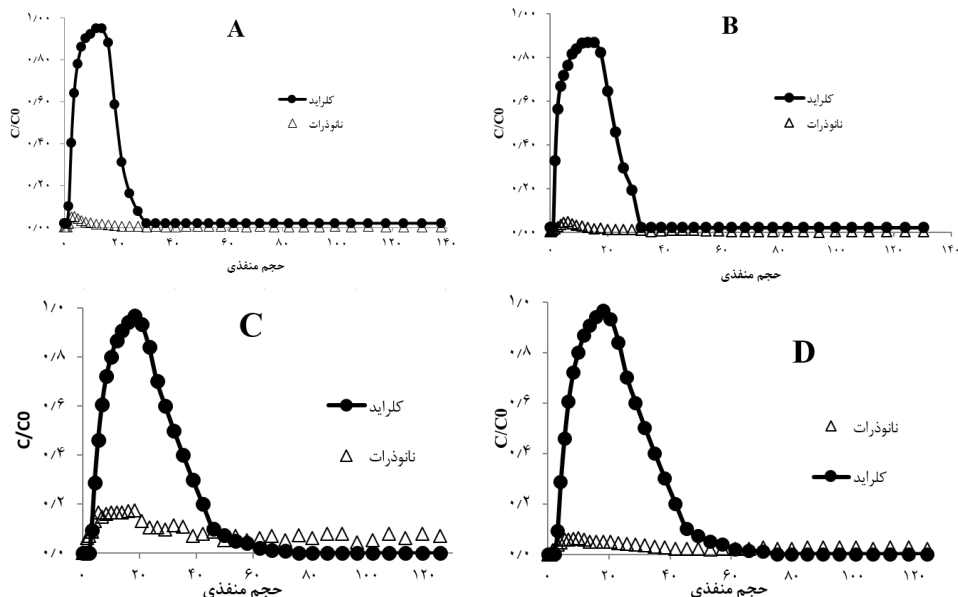 A
۱/۰۰
۰/۸۰
۰/۶۰
۰/۴۰
۰/۲۰
۰/۰۰
C/C0
کلراید
نانوذرات
۰ ۲۰ ۴۰ ۶۰ ۸۰ ۱۰۰ ۱۲۰ ۱۴۰
حجم منفذی
B
۱/۰۰
۰/۸۰
۰/۶۰
۰/۴۰
۰/۲۰
۰/۰۰
C/C0
کلراید
نانوذرات
۰ ۲۰ ۴۰ ۶۰ ۸۰ ۱۰۰ ۱۲۰ ۱۴۰
حجم منفذی
C
۱/۰
۰/۸
۰/۶
۰/۴
۰/۲
۰/۰
C/C0
کلراید
نانوذرات
۰ ۲۰ ۴۰ ۶۰ ۸۰ ۱۰۰ ۱۲۰
حجم منفذی
D
۱/۰
۰/۸
۰/۶
۰/۴
۰/۲
۰/۰
C/C0
نانوذرات
کلراید
۰ ۲۰ ۴۰ ۶۰ ۸۰ ۱۰۰ ۱۲۰
حجم منفذی